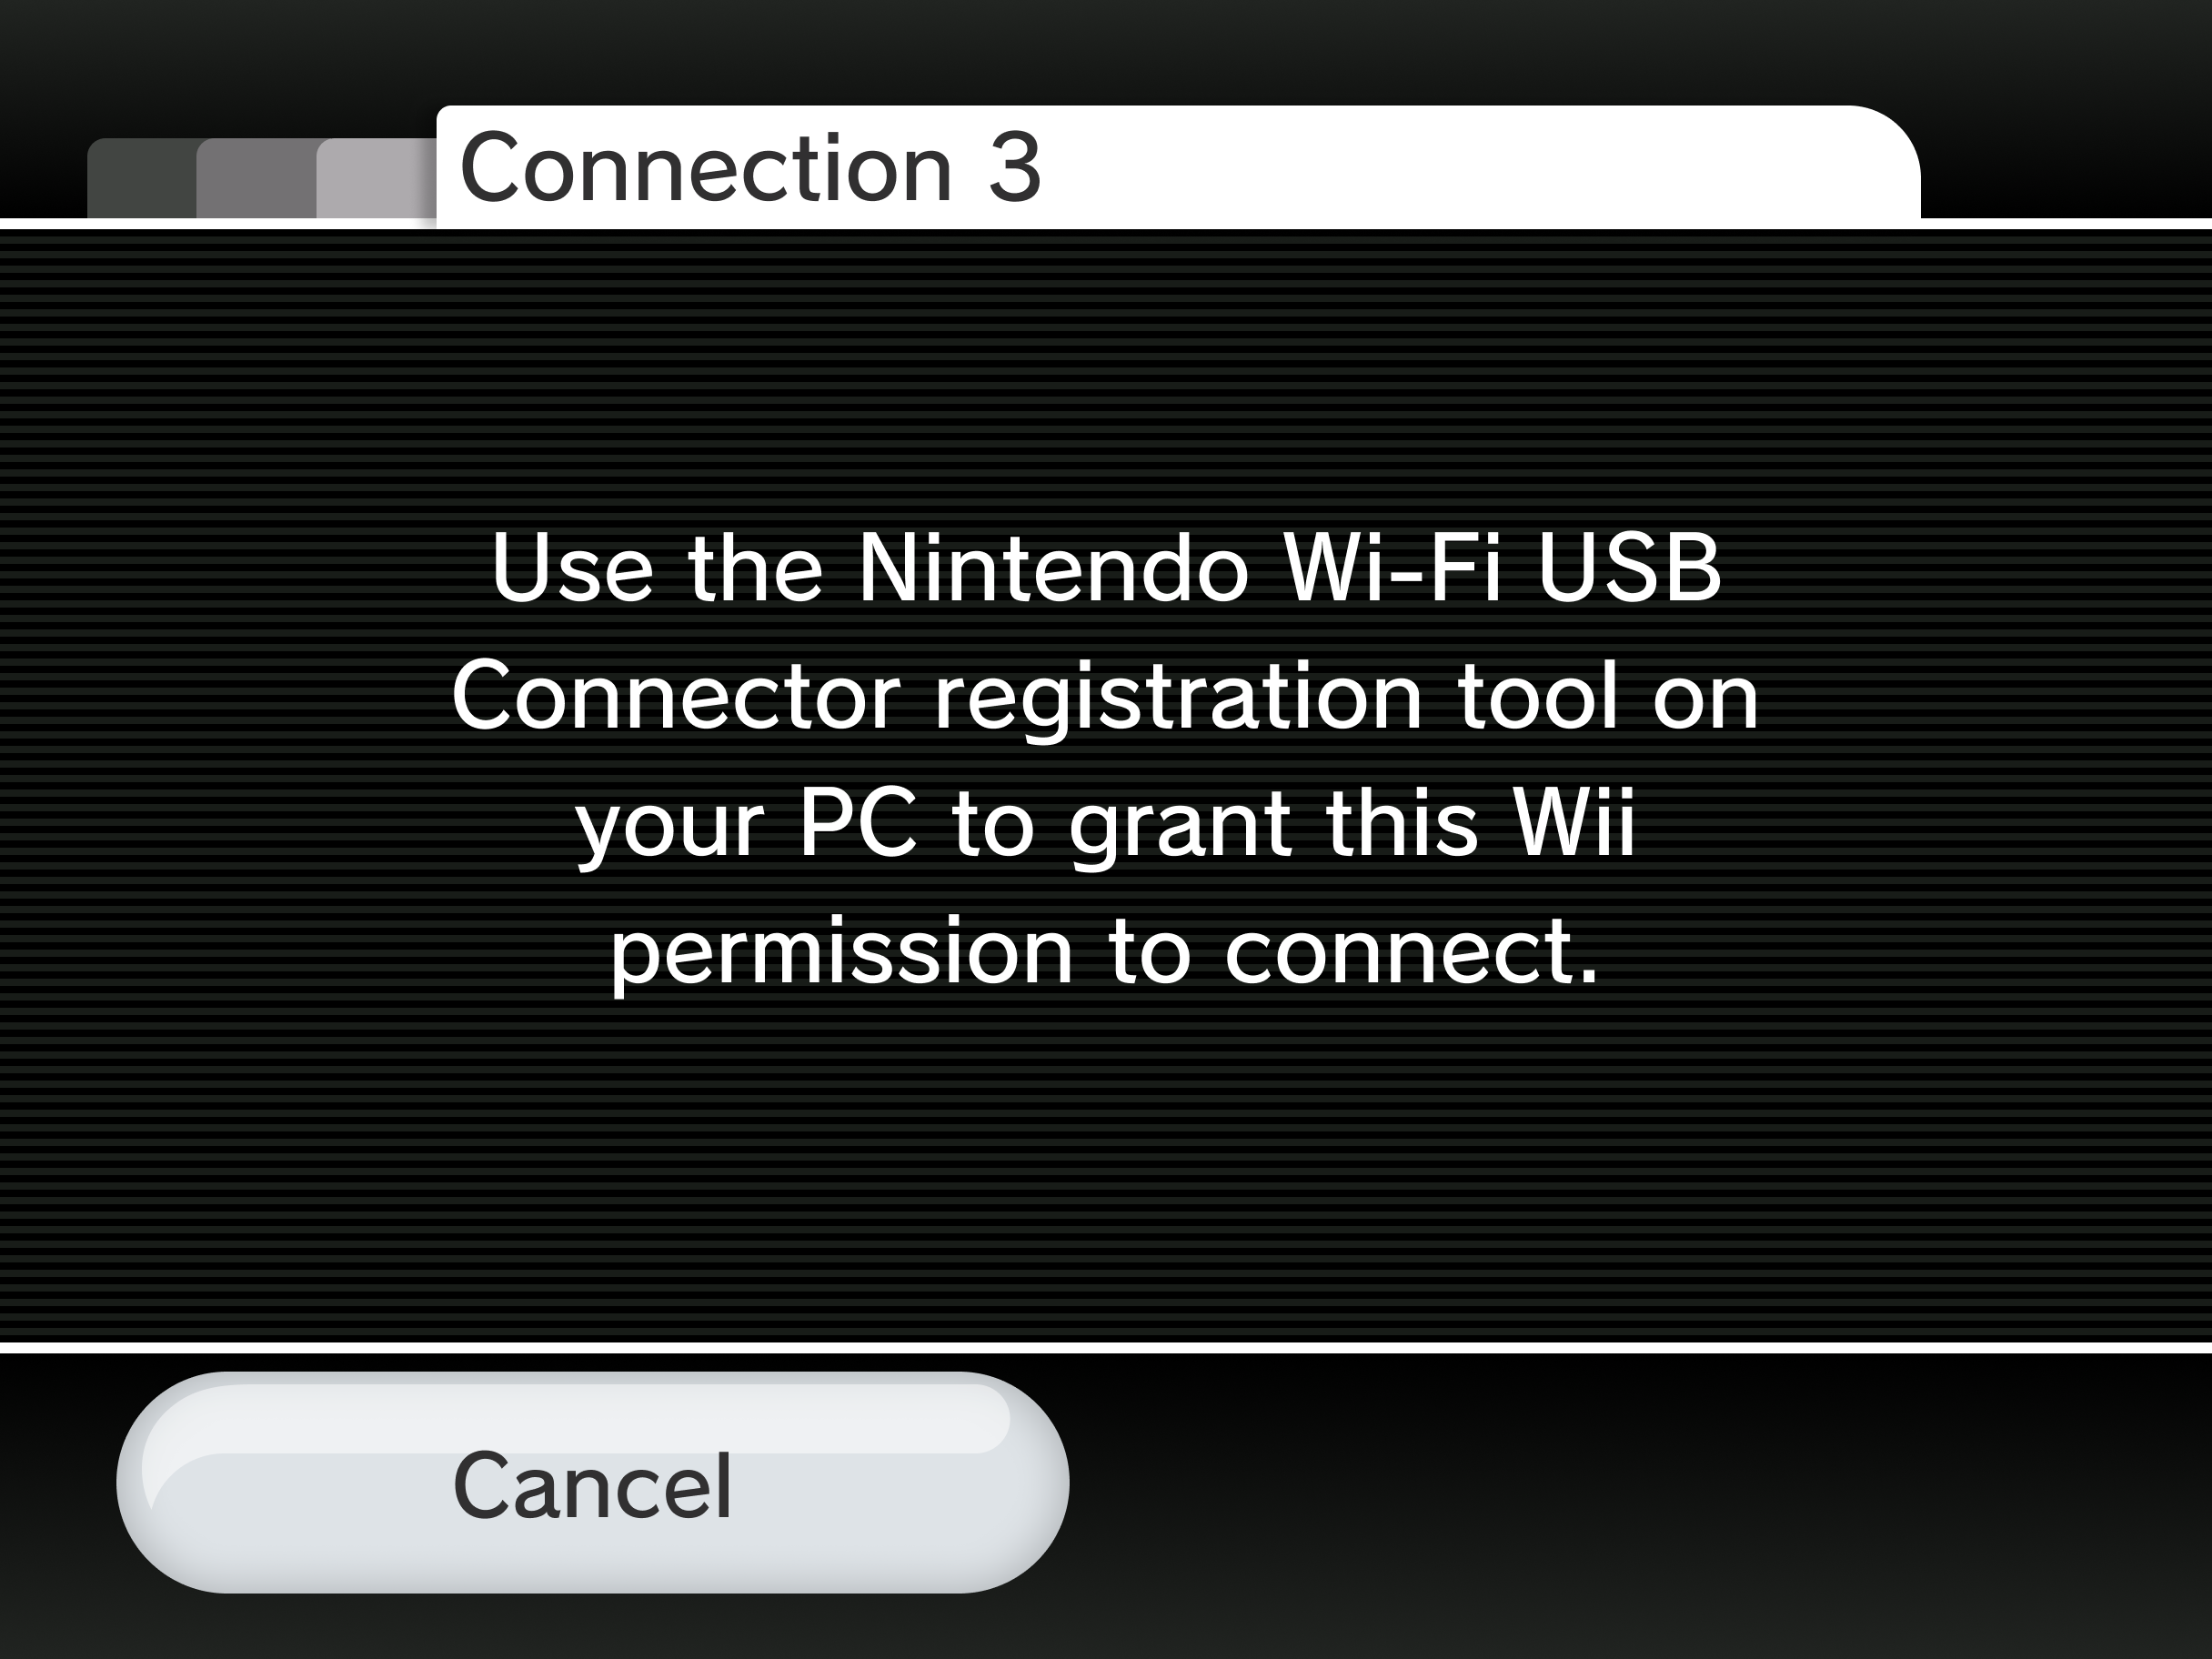 Connection 3
Use the Nintendo Wi-Fi USB
Connector registration tool on
your PC to grant this Wii
permission to connect.
Cancel